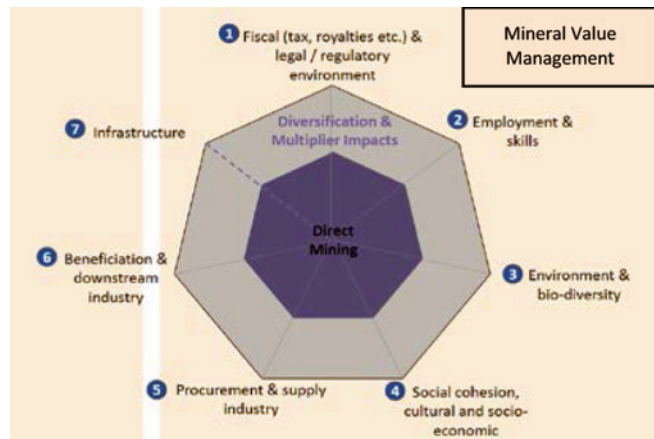 Mineral Value
Management
1 Fiscal (tax, royalties etc.) &
legal / regulatory
environment
Diversification &
Multiplier Impacts
2 Employment &
skills
7 Infrastructure
Direct
Mining
6 Beneficiation &
downstream
industry
3 Environment &
bio-diversity
5 Procurement & supply
industry
4 Social cohesion,
cultural and socio-
economic